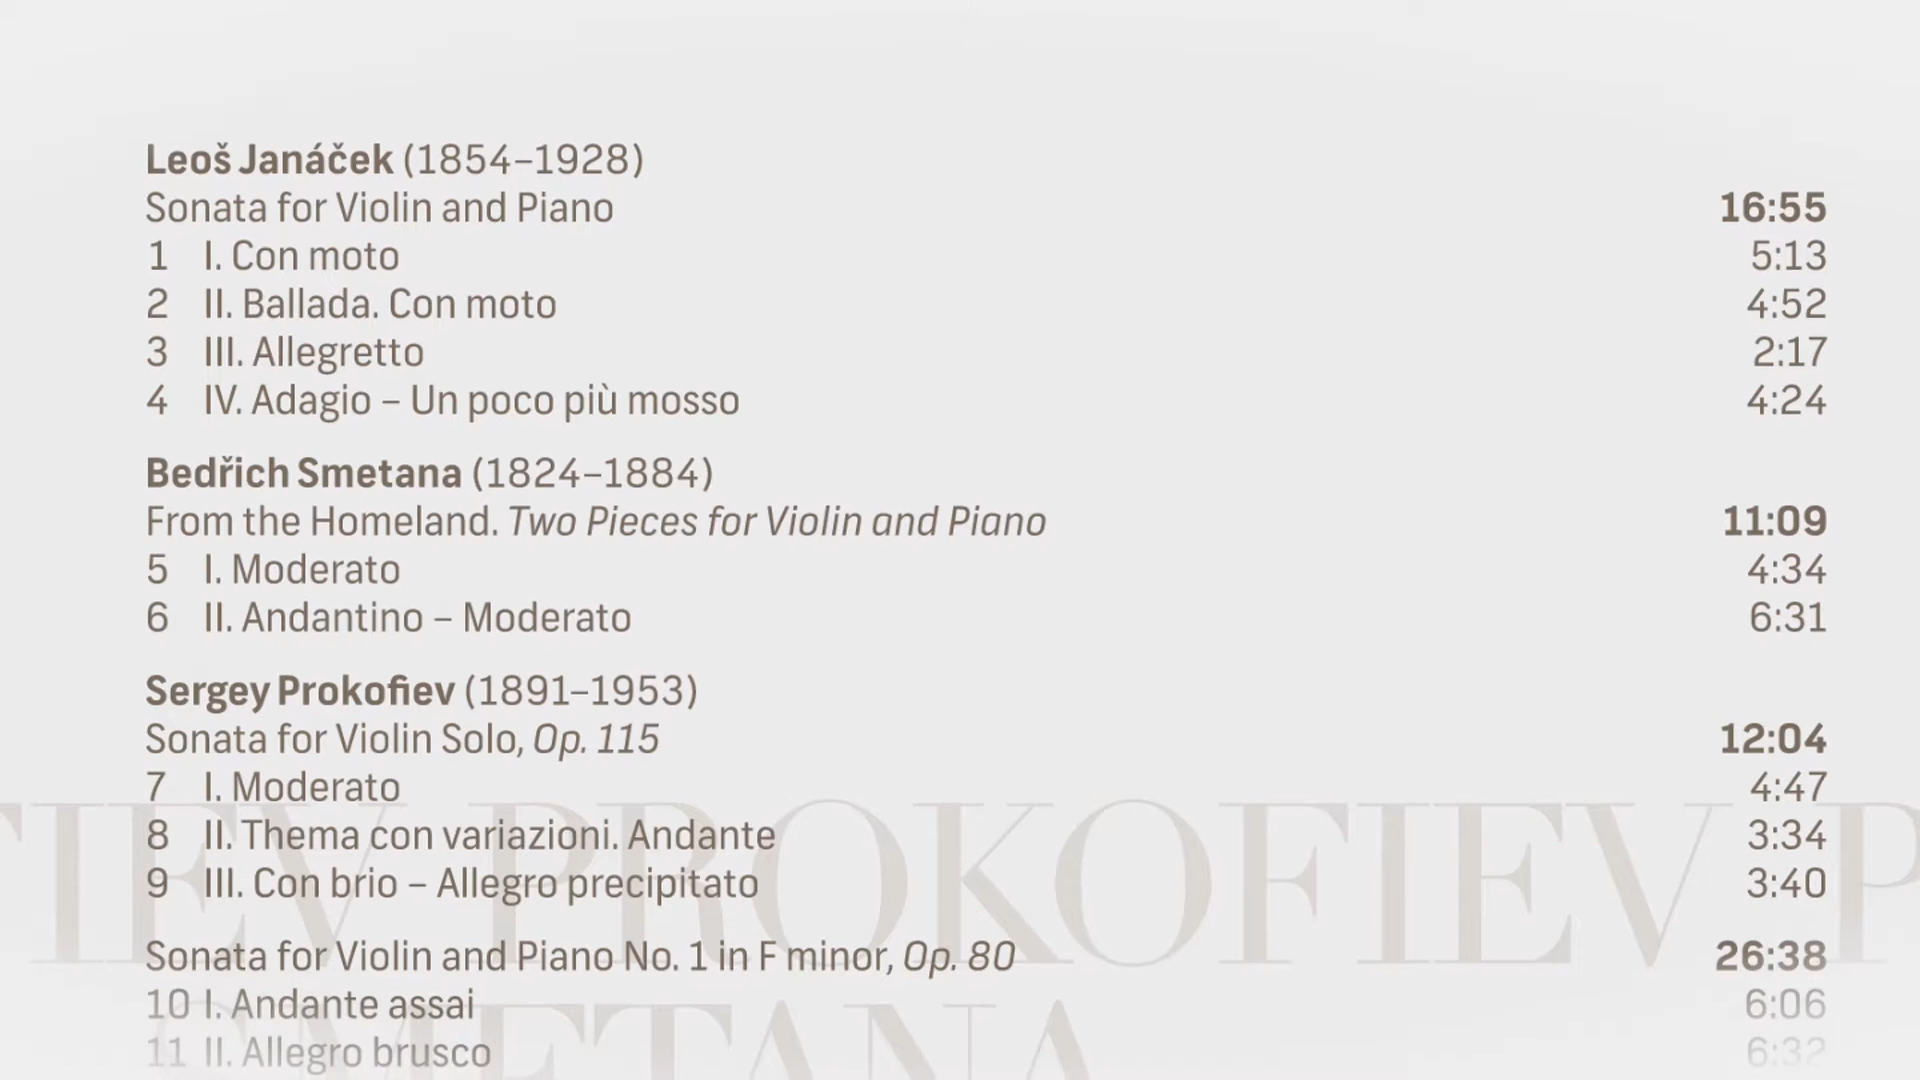 Leoš Janáček (1854–1928)
Sonata for Violin and Piano 16:55
1 I. Con moto 5:13
2 II. Ballada. Con moto 4:52
3 III. Allegretto 2:17
4 IV. Adagio – Un poco più mosso 4:24
Bedřich Smetana (1824–1884)
From the Homeland. Two Pieces for Violin and Piano 11:09
5 I. Moderato 4:34
6 II. Andantino – Moderato 6:31
Sergey Prokofiev (1891–1953)
Sonata for Violin Solo, Op. 115 12:04
7 I. Moderato 4:47
8 II. Thema con variazioni. Andante 3:34
9 III. Con brio – Allegro precipitato 3:40
Sonata for Violin and Piano No. 1 in F minor, Op. 80 26:38
10 I. Andante assai 6:06
11 II. Allegro brusco 6:32
PROKOFIEV
SMETANA